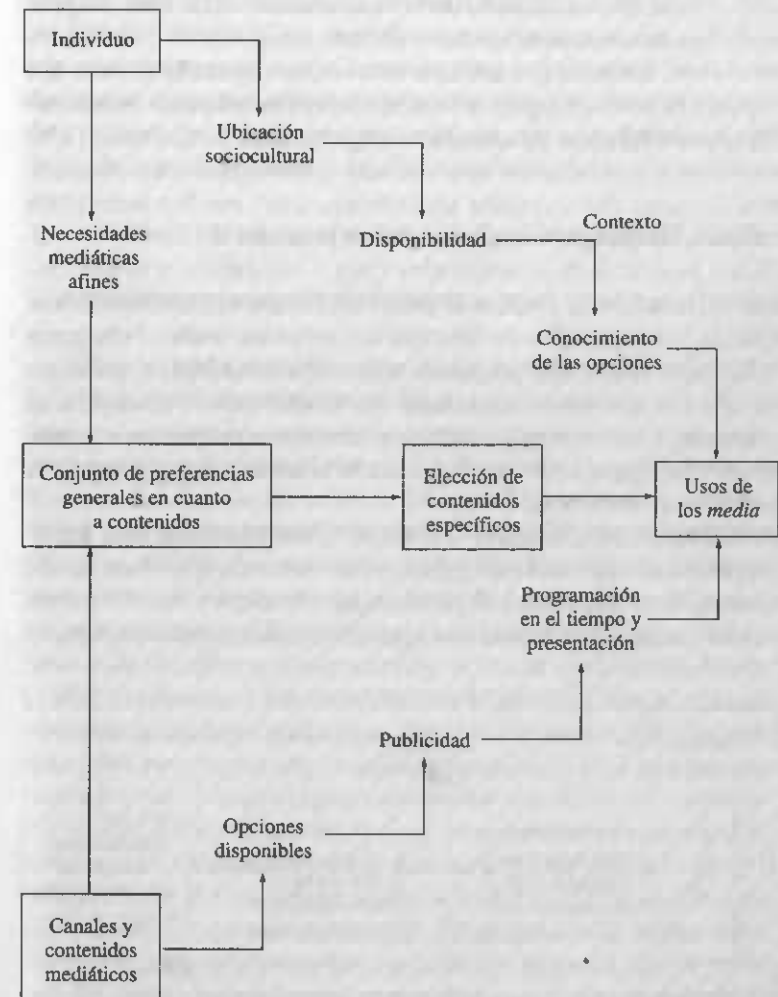 Individuo
Ubicación
sociocultural
Necesidades
mediáticas
afines
Disponibilidad
Contexto
Conocimiento
de las opciones
Conjunto de preferencias
generales en cuanto
a contenidos
Elección de
contenidos
específicos
Usos de
los media
Programación
en el tiempo y
presentación
Publicidad
Opciones
disponibles
Canales y
contenidos
mediáticos